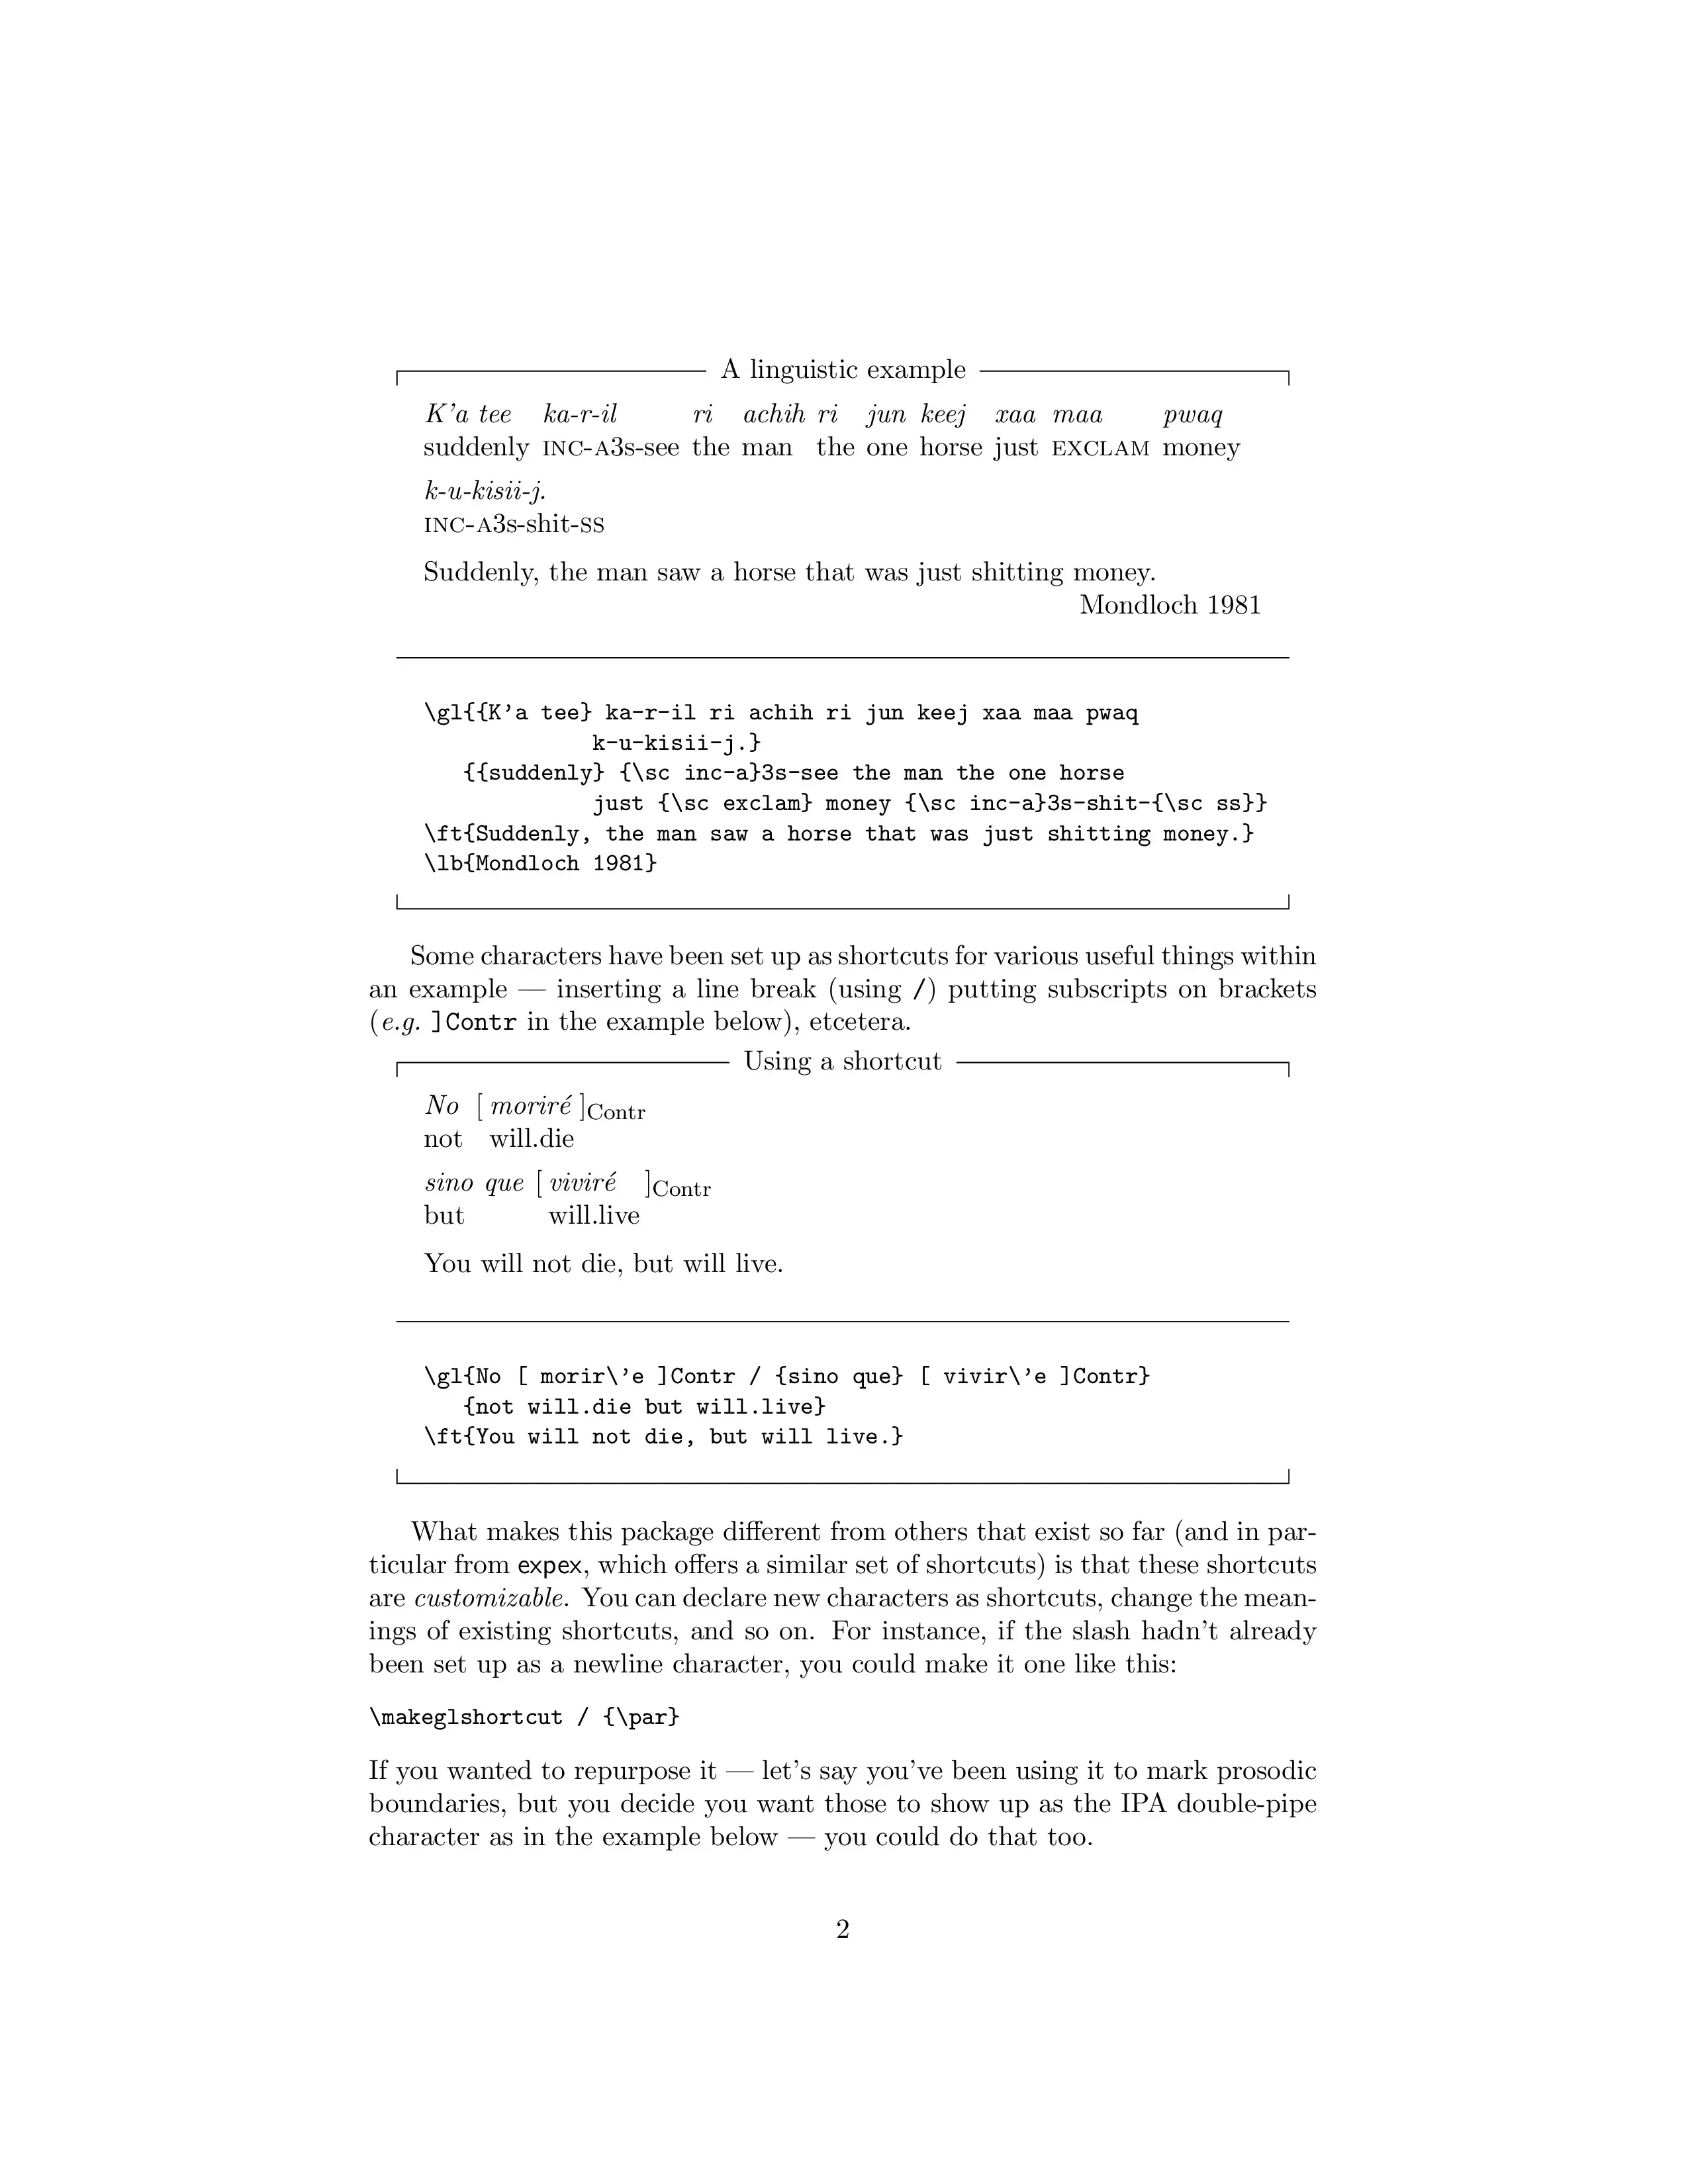 A linguistic example
K’a tee ka-r-il ri achih ri jun keej xaa maa pwaq
suddenly INC-A3s-see the man the one horse just EXCLAM money
k-u-kisii-j.
INC-A3s-shit-SS
Suddenly, the man saw a horse that was just shitting money.
Mondloch 1981
\gl{{K’a tee} ka-r-il ri achih ri jun keej xaa maa pwaq
k-u-kisii-j.}
{{suddenly} {\sc inc-a}3s-see the man the one horse
just {\sc exclam} money {\sc inc-a}3s-shit-{\sc ss}}
\ft{Suddenly, the man saw a horse that was just shitting money.}
\lb{Mondloch 1981}
Some characters have been set up as shortcuts for various useful things within
an example — inserting a line break (using /) putting subscripts on brackets
(e.g. ]Contr in the example below), etcetera.
Using a shortcut
No [ moriré ]Contr
not will.die
sino que [ viviré ]Contr
but will.live
You will not die, but will live.
\gl{No [ morir\’e ]Contr / {sino que} [ vivir\’e ]Contr}
{not will.die but will.live}
\ft{You will not die, but will live.}
What makes this package different from others that exist so far (and in par-
ticular from expex, which offers a similar set of shortcuts) is that these shortcuts
are customizable. You can declare new characters as shortcuts, change the mean-
ings of existing shortcuts, and so on. For instance, if the slash hadn’t already
been set up as a newline character, you could make it one like this:
\makeglshortcut / {\par}
If you wanted to repurpose it — let’s say you’ve been using it to mark prosodic
boundaries, but you decide you want those to show up as the IPA double-pipe
character as in the example below — you could do that too.
2